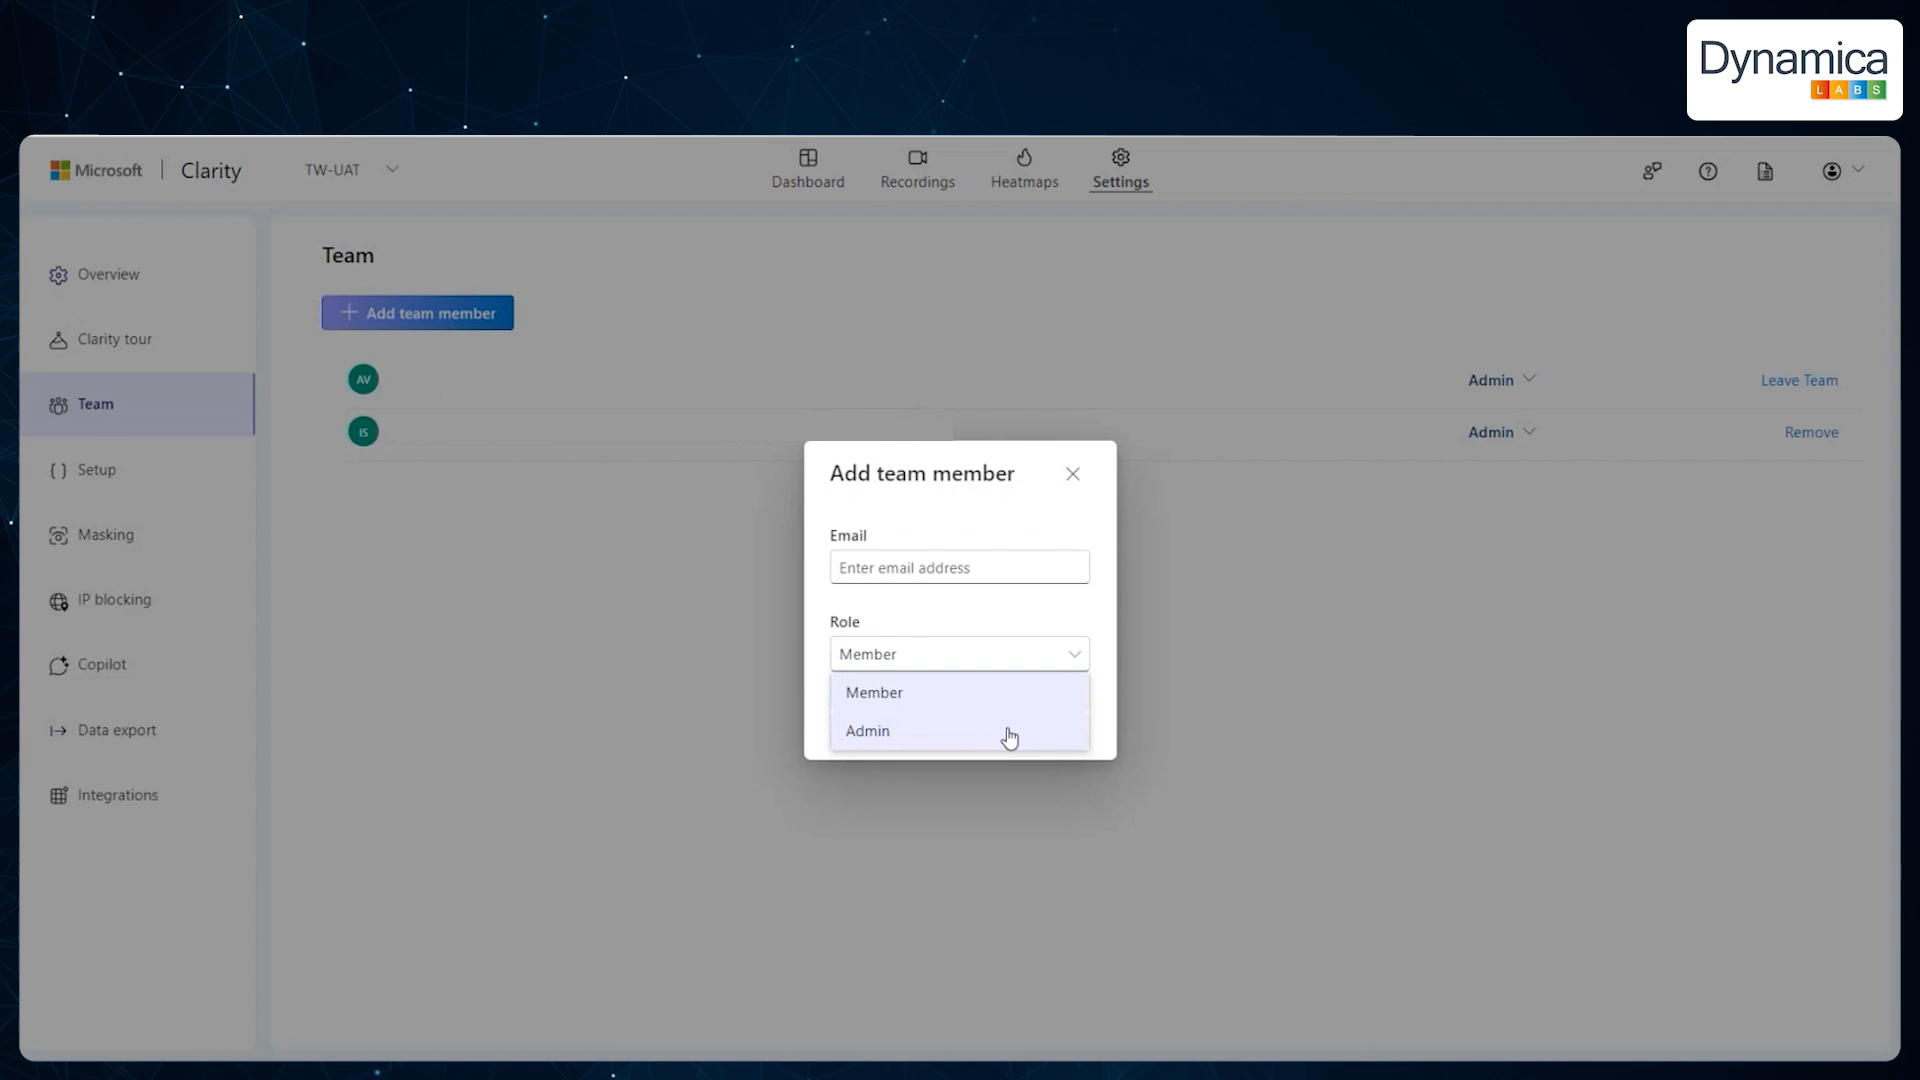 Dynamica
LABS
Microsoft | Clarity
TW-UAT
Dashboard
Recordings
Heatmaps
Settings
Overview
Clarity tour
Team
Setup
Masking
IP blocking
Copilot
Data export
Integrations
Team
+ Add team member
AV
Admin
Leave Team
IS
Admin
Remove
Add team member
Email
Enter email address
Role
Member
Member
Admin